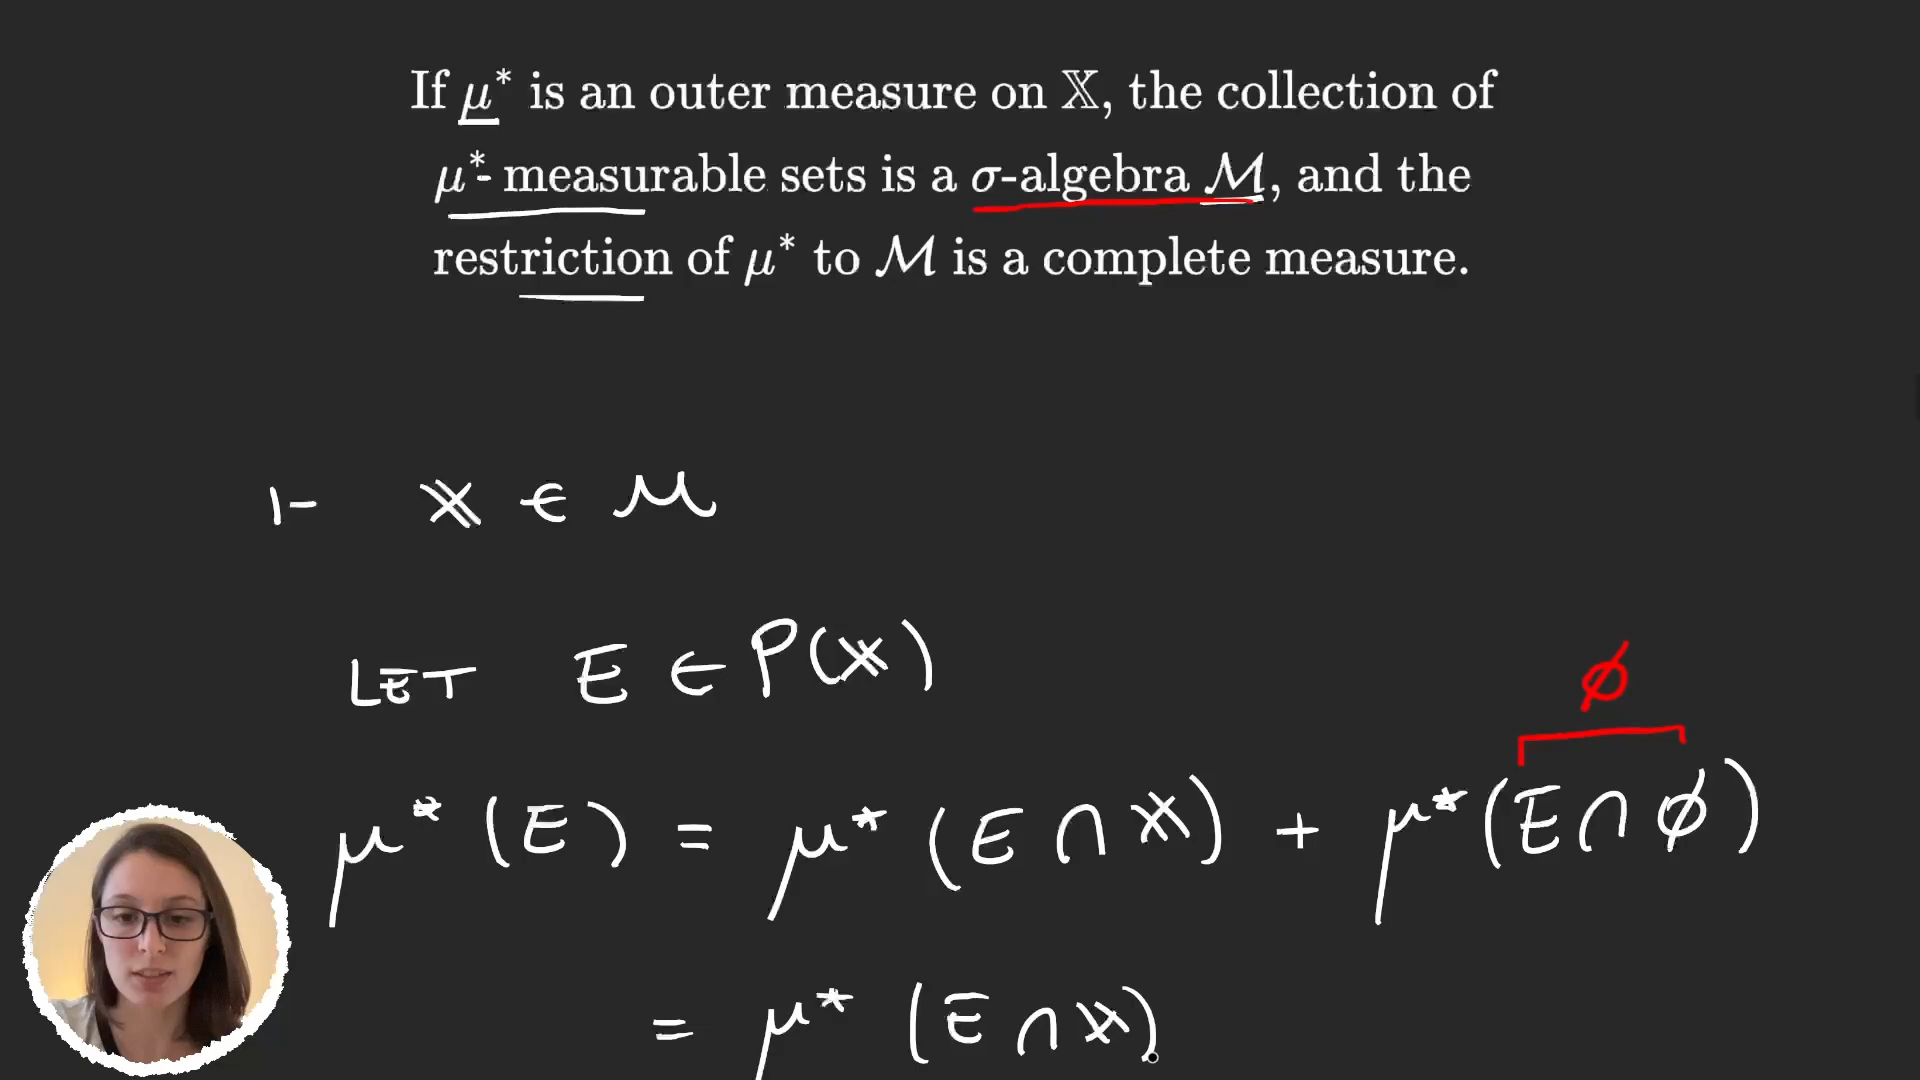 If μ* is an outer measure on 𝕏, the collection of
μ*- measurable sets is a σ-algebra ℳ, and the
restriction of μ* to ℳ is a complete measure.
1- 𝕏 ∈ ℳ
LET E ∈ P(𝕏)
∅
μ* (E) = μ* (E ∩ 𝕏) + μ* (E ∩ ∅)
= μ* (E ∩ 𝕏)